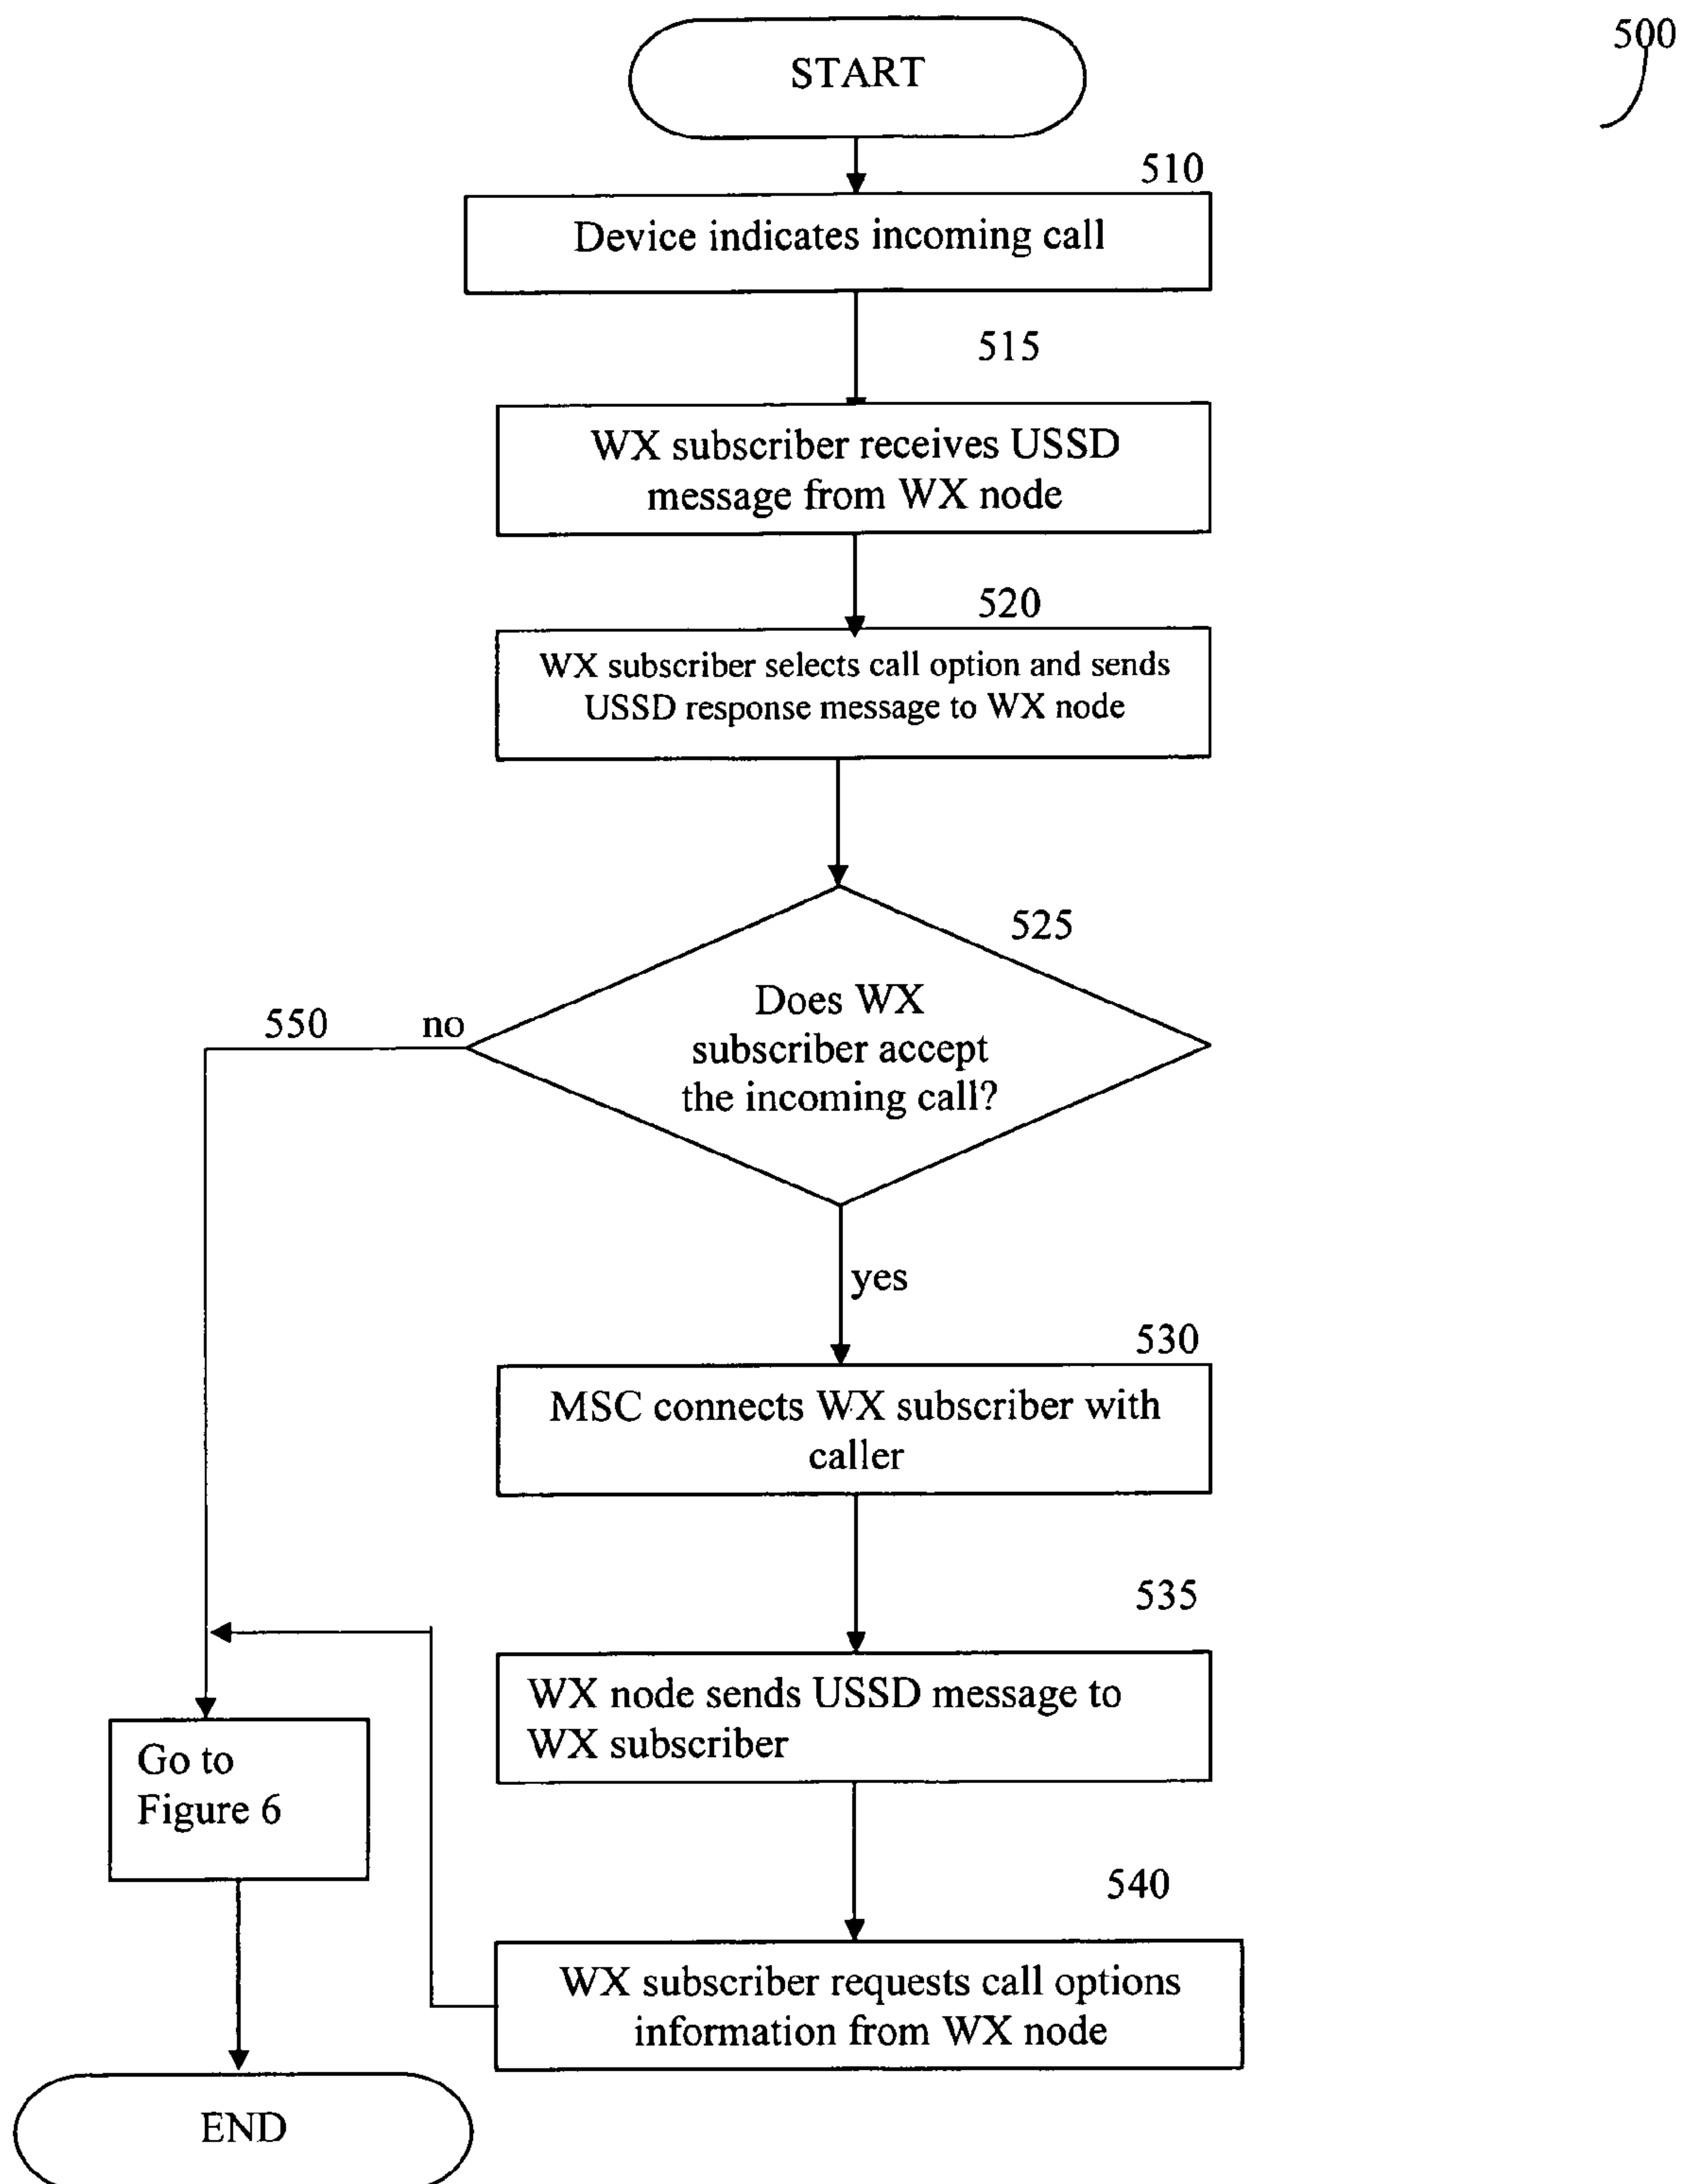 500
START
510
Device indicates incoming call
515
WX subscriber receives USSD
message from WX node
520
WX subscriber selects call option and sends
USSD response message to WX node
525
Does WX
subscriber accept
the incoming call?
550
no
yes
530
MSC connects WX subscriber with
caller
535
WX node sends USSD message to
WX subscriber
Go to
Figure 6
540
WX subscriber requests call options
information from WX node
END